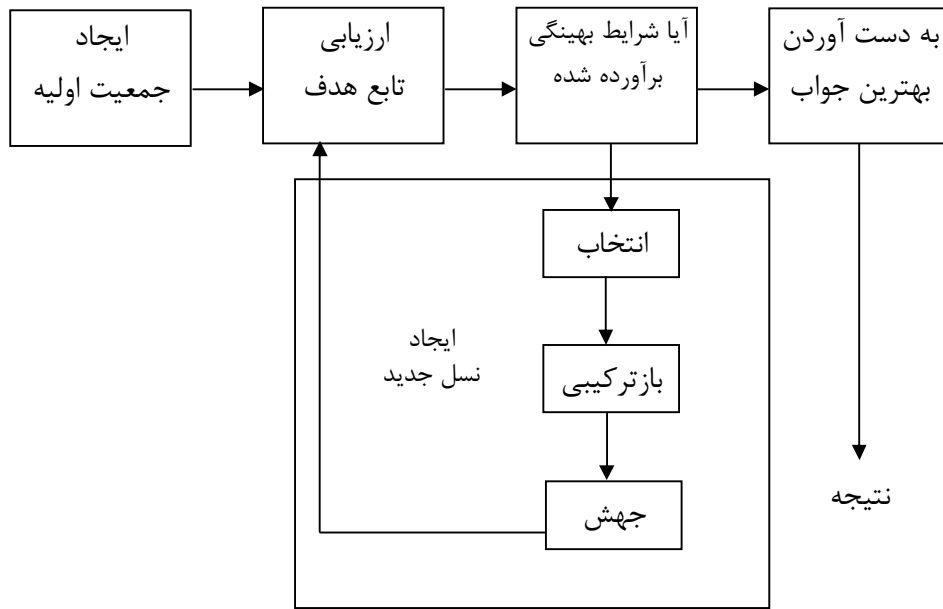 ایجاد
جمعیت اولیه
ارزیابی
تابع هدف
آیا شرایط بهینگی
برآورده شده
به دست آوردن
بهترین جواب
انتخاب
بازترکیبی
جهش
ایجاد
نسل جدید
نتیجه